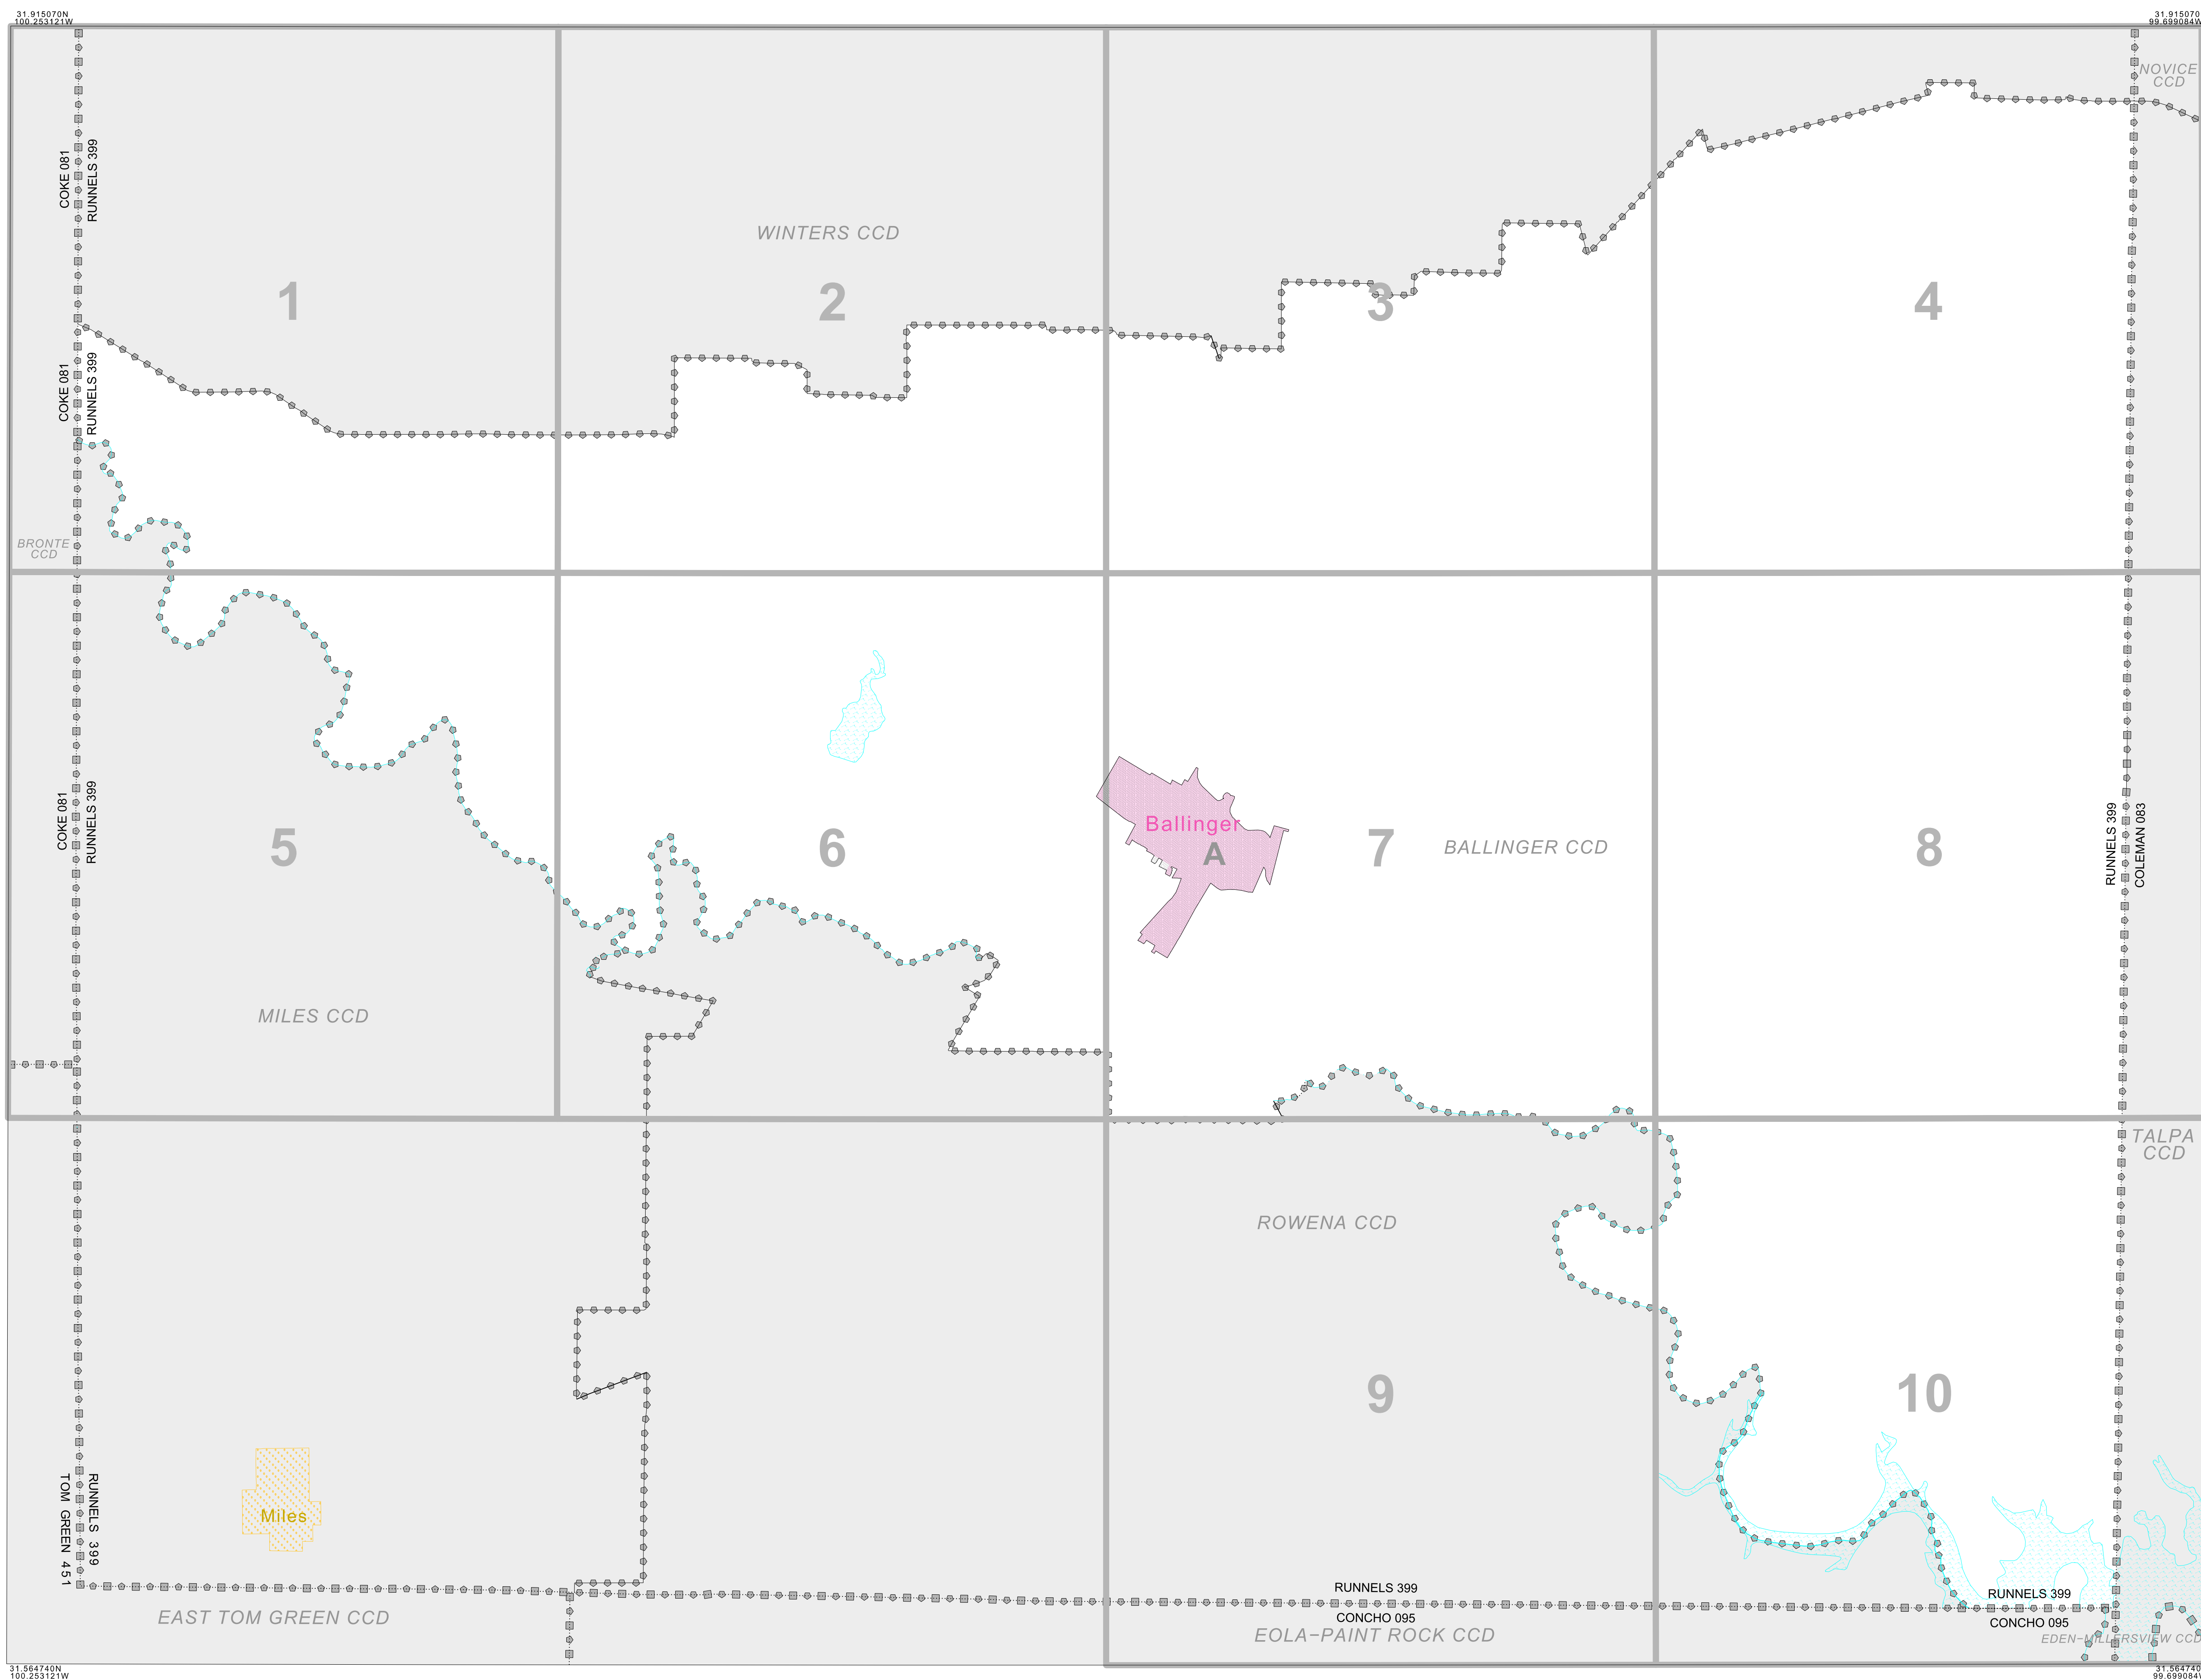 31.915070N
100.253121W
31.915070
99.699084W
NOVICE
CCD
COKE 081
RUNNELS 399
WINTERS CCD
1
2
3
4
COKE 081
RUNNELS 399
BRONTE
CCD
COKE 081
RUNNELS 399
5
6
Ballinger
A
7
BALLINGER CCD
8
RUNNELS 399
COLEMAN 083
MILES CCD
TALPA
CCD
ROWENA CCD
9
10
TOM GREEN 451
RUNNELS 399
Miles
RUNNELS 399
CONCHO 095
RUNNELS 399
CONCHO 095
EAST TOM GREEN CCD
EOLA-PAINT ROCK CCD
EDEN-MILLERSVIEW CCD
31.564740N
100.253121W
31.564740
99.699084W